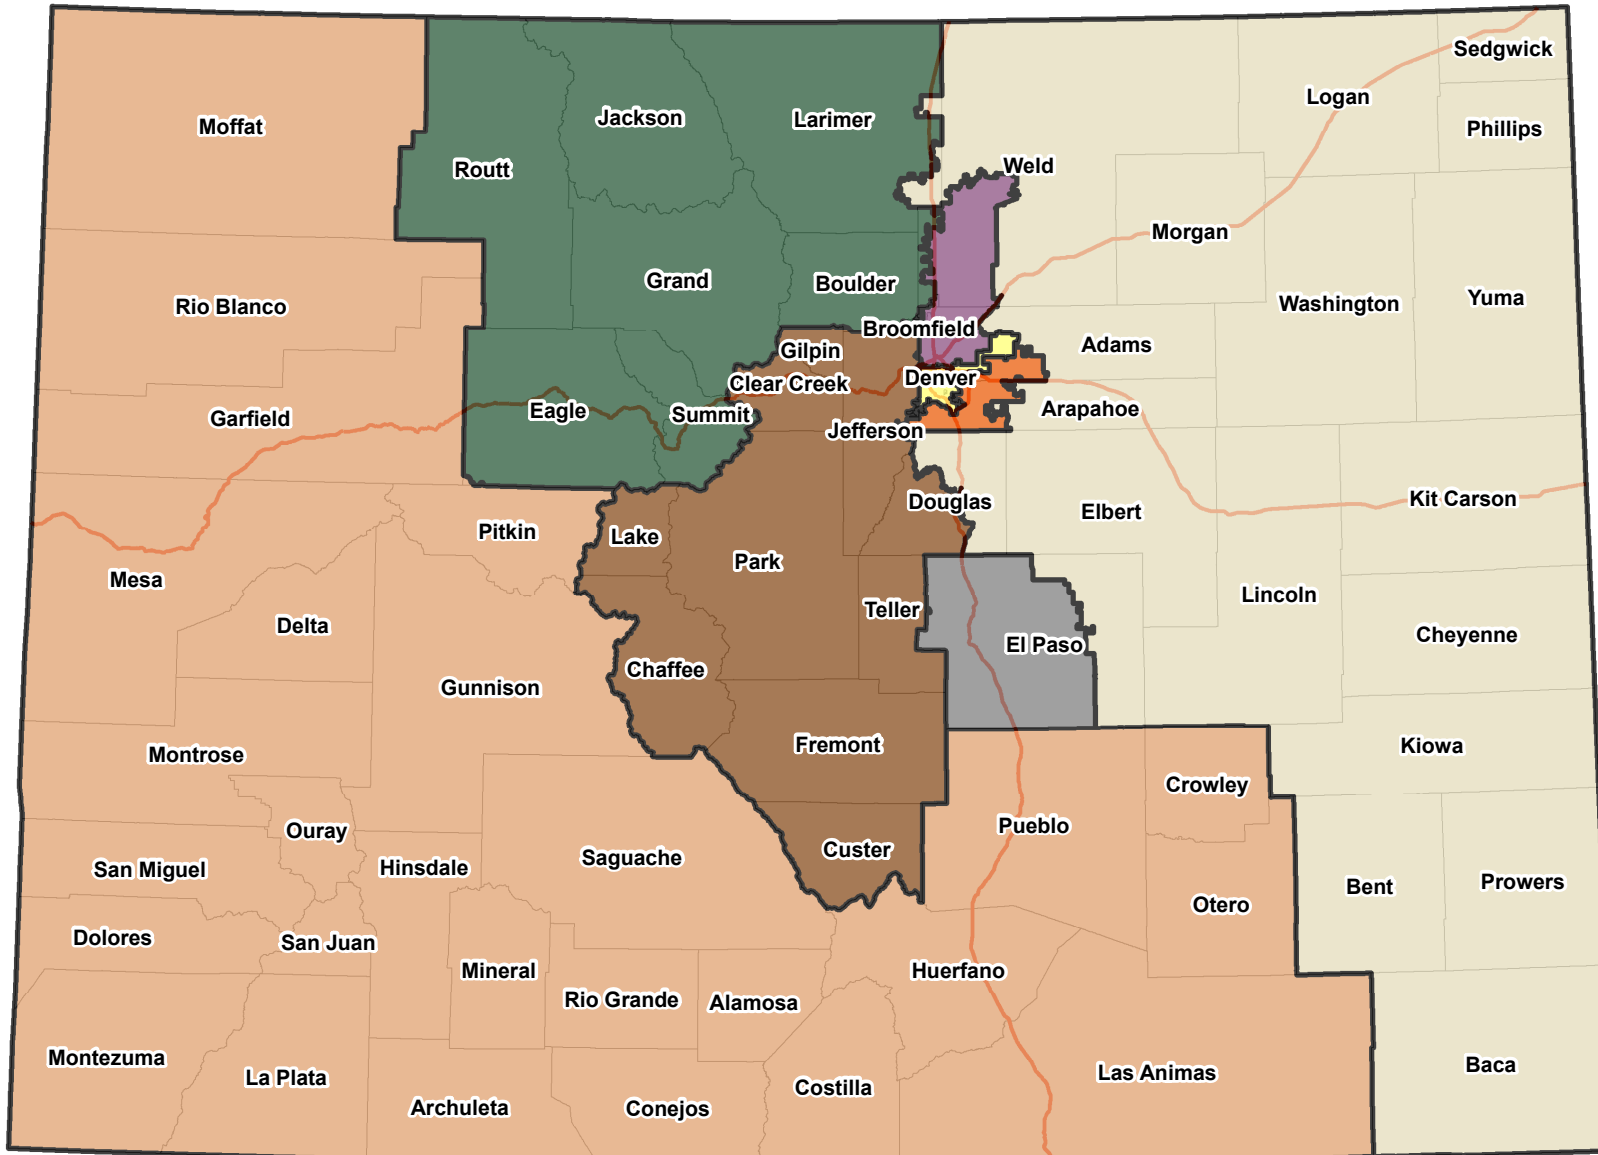 Sedgwick
Logan
Moffat
Jackson
Larimer
Phillips
Routt
Weld
Morgan
Grand
Boulder
Rio Blanco
Washington
Yuma
Broomfield
Adams
Gilpin
Clear Creek
Denver
Eagle
Summit
Arapahoe
Garfield
Jefferson
Douglas
Kit Carson
Elbert
Pitkin
Lake
Park
Mesa
Lincoln
Teller
Delta
Cheyenne
El Paso
Chaffee
Gunnison
Fremont
Kiowa
Montrose
Crowley
Pueblo
Ouray
Custer
Saguache
Hinsdale
San Miguel
Prowers
Bent
Otero
Dolores
San Juan
Mineral
Huerfano
Rio Grande
Alamosa
Montezuma
Baca
Las Animas
La Plata
Costilla
Archuleta
Conejos